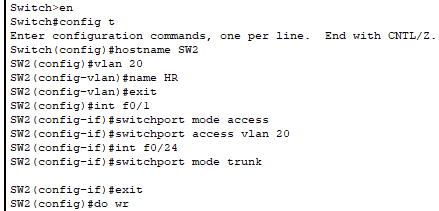 Switch>en
Switch#config t
Enter configuration commands, one per line.  End with CNTL/Z.
Switch(config)#hostname SW2
SW2(config)#vlan 20
SW2(config-vlan)#name HR
SW2(config-vlan)#exit
SW2(config)#int f0/1
SW2(config-if)#switchport mode access
SW2(config-if)#switchport access vlan 20
SW2(config-if)#int f0/24
SW2(config-if)#switchport mode trunk

SW2(config-if)#exit
SW2(config)#do wr